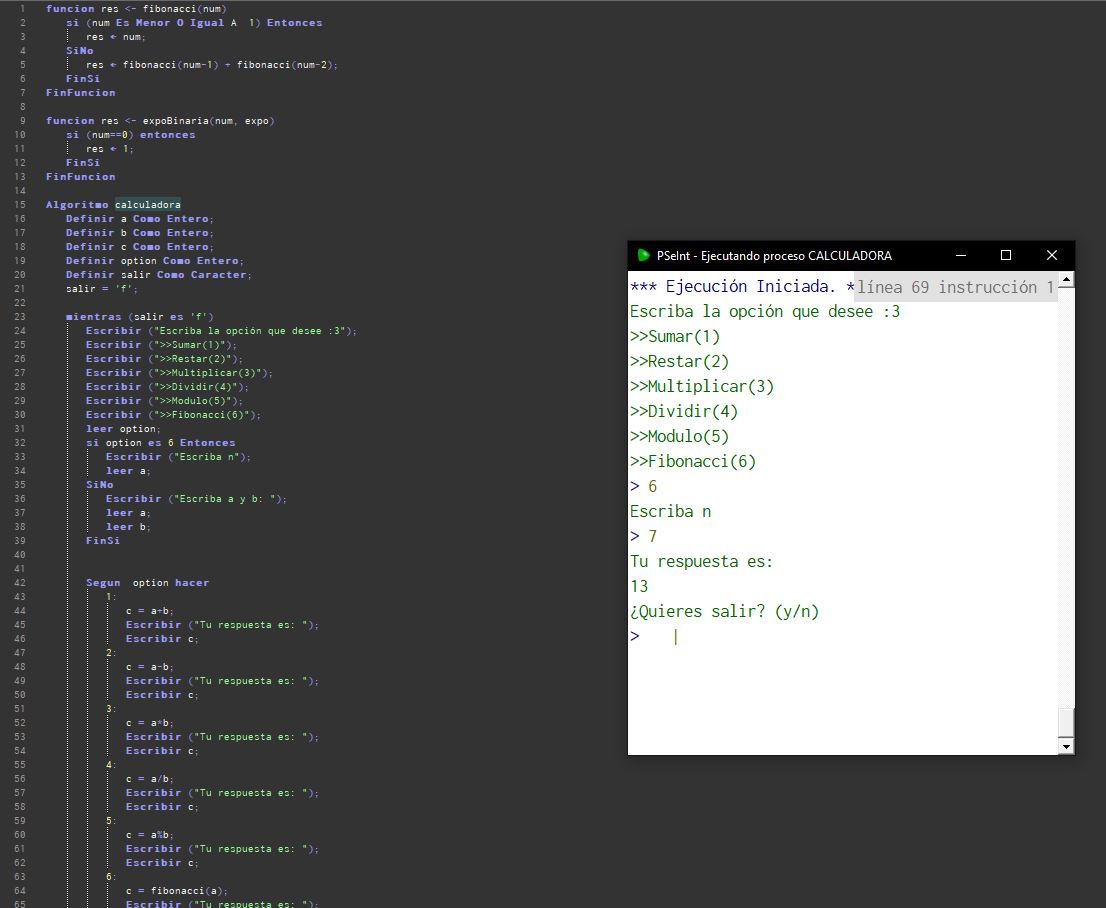 1 funcion res <- fibonacci(num)
2 si (num Es Menor O Igual A 1) Entonces
3 res ← num;
4 SiNo
5 res ← fibonacci(num-1) + fibonacci(num-2);
6 FinSi
7 FinFuncion
8
9 funcion res <- expoBinaria(num, expo)
10 si (num==0) entonces
11 res ← 1;
12 FinSi
13 FinFuncion
14
15 Algoritmo calculadora
16 Definir a Como Entero;
17 Definir b Como Entero;
18 Definir c Como Entero;
19 Definir option Como Entero;
20 Definir salir Como Caracter;
21 salir = 'f';
22
23 mientras (salir es 'f')
24 Escribir ("Escriba la opción que desee :3");
25 Escribir (">>Sumar(1)");
26 Escribir (">>Restar(2)");
27 Escribir (">>Multiplicar(3)");
28 Escribir (">>Dividir(4)");
29 Escribir (">>Modulo(5)");
30 Escribir (">>Fibonacci(6)");
31 leer option;
32 si option es 6 Entonces
33 Escribir ("Escriba n");
34 leer a;
35 SiNo
36 Escribir ("Escriba a y b: ");
37 leer a;
38 leer b;
39 FinSi
40
41
42 Segun option hacer
43 1:
44 c = a+b;
45 Escribir ("Tu respuesta es: ");
46 Escribir c;
47 2:
48 c = a-b;
49 Escribir ("Tu respuesta es: ");
50 Escribir c;
51 3:
52 c = a*b;
53 Escribir ("Tu respuesta es: ");
54 Escribir c;
55 4:
56 c = a/b;
57 Escribir ("Tu respuesta es: ");
58 Escribir c;
59 5:
60 c = a%b;
61 Escribir ("Tu respuesta es: ");
62 Escribir c;
63 6:
64 c = fibonacci(a);
65 Escribir ("Tu respuesta es: ");
PSeInt - Ejecutando proceso CALCULADORA
*** Ejecución Iniciada. * línea 69 instrucción 1
Escriba la opción que desee :3
>>Sumar(1)
>>Restar(2)
>>Multiplicar(3)
>>Dividir(4)
>>Modulo(5)
>>Fibonacci(6)
> 6
Escriba n
> 7
Tu respuesta es:
13
¿Quieres salir? (y/n)
>